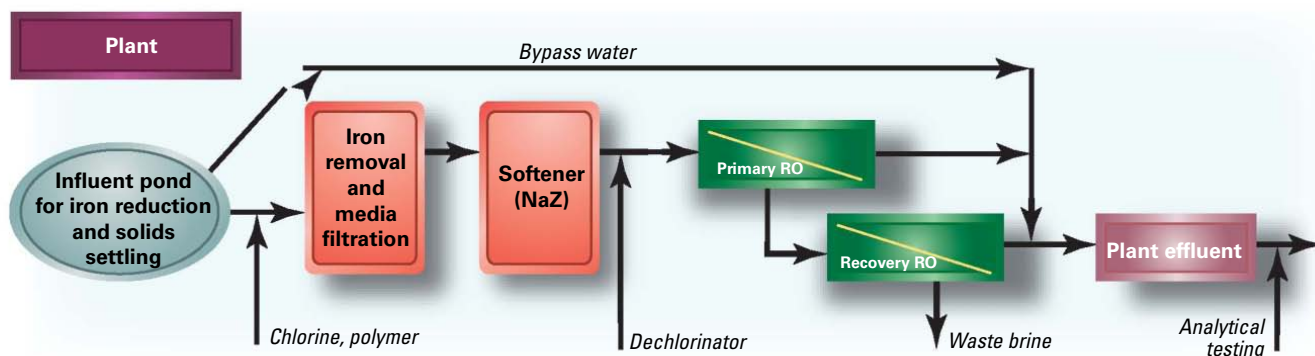 Plant
Bypass water
Influent pond
for iron reduction
and solids
settling
Iron
removal
and
media
filtration
Softener
(NaZ)
Primary RO
Recovery RO
Plant effluent
Chlorine, polymer
Dechlorinator
Waste brine
Analytical
testing